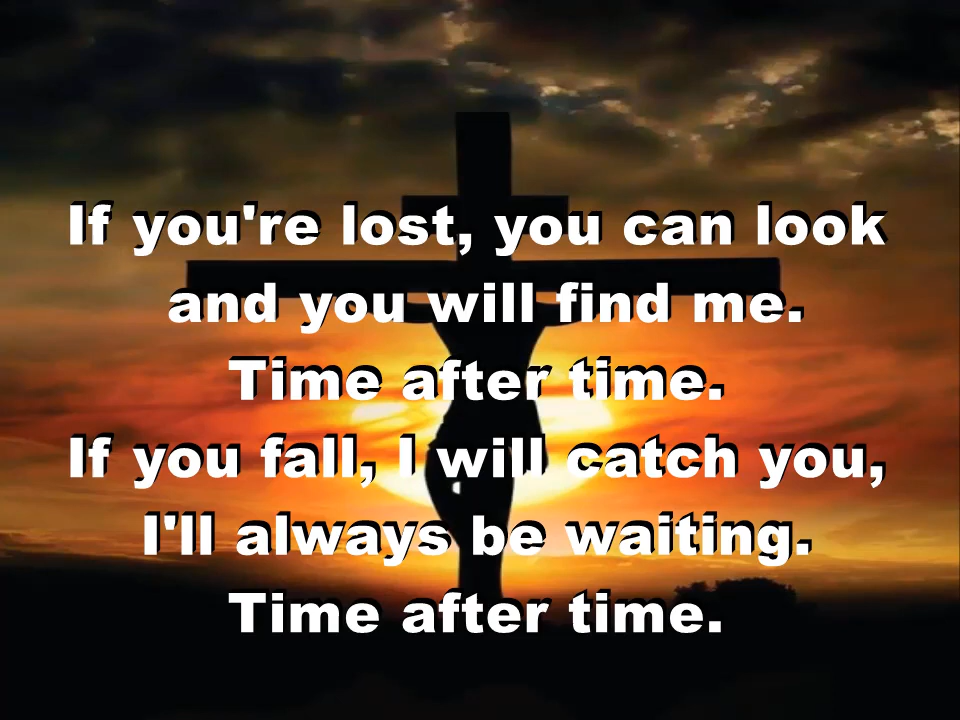 If you're lost, you can look
and you will find me.
Time after time.
If you fall, I will catch you,
I'll always be waiting.
Time after time.